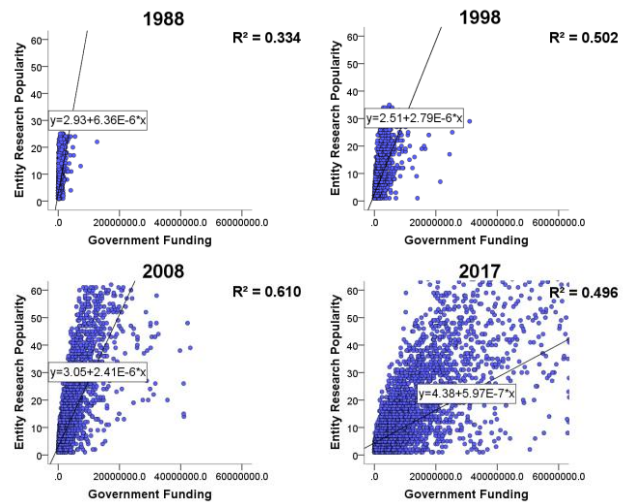 1988
R² = 0.334
Entity Research Popularity
60
50
40
30
20
10
0
y=2.93+6.36E-6*x
.0 20000000.0 40000000.0 60000000.0
Government Funding
1998
R² = 0.502
Entity Research Popularity
60
50
40
30
20
10
0
y=2.51+2.79E-6*x
.0 20000000.0 40000000.0 60000000.0
Government Funding
2008
R² = 0.610
Entity Research Popularity
60
50
40
30
20
10
0
y=3.05+2.41E-6*x
.0 20000000.0 40000000.0 60000000.0
Government Funding
2017
R² = 0.496
Entity Research Popularity
60
50
40
30
20
10
0
y=4.38+5.97E-7*x
.0 20000000.0 40000000.0 60000000.0
Government Funding